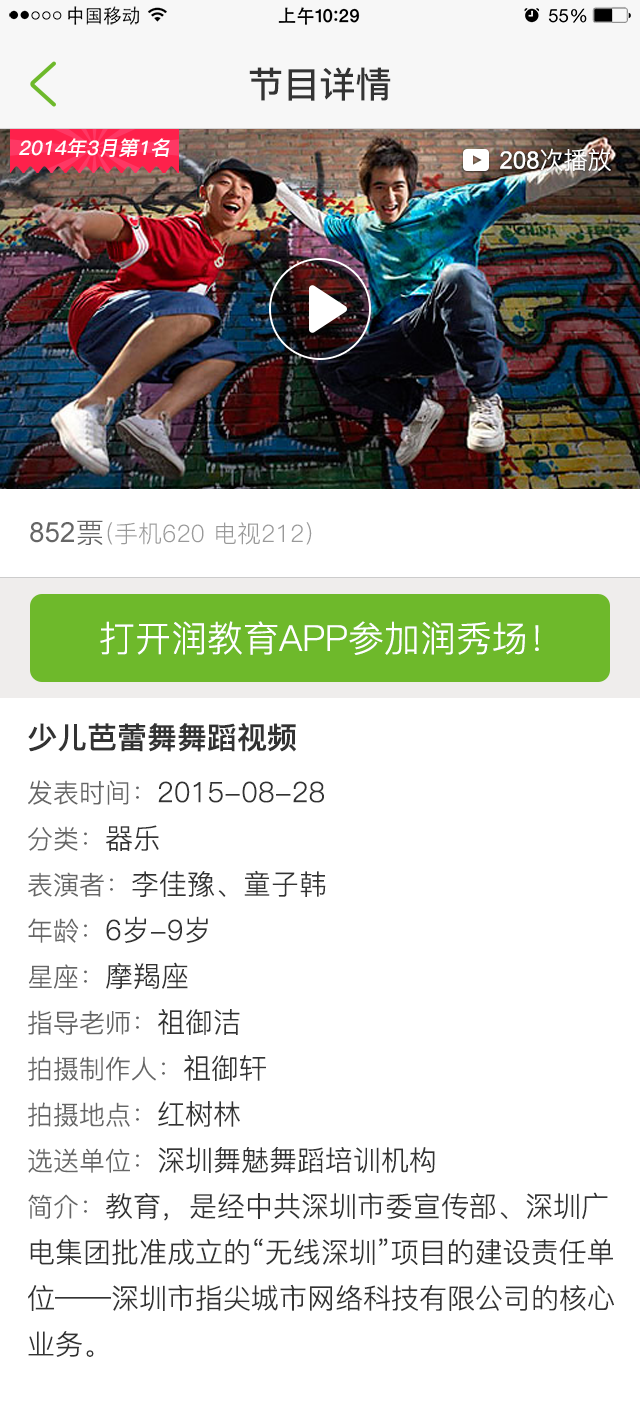 中国移动 上午10:29 55%
节目详情
2014年3月第1名
208次播放
CHINA
852票(手机620 电视212)
打开润教育APP参加润秀场！
少儿芭蕾舞舞蹈视频
发表时间：2015-08-28
分类：器乐
表演者：李佳豫、童子韩
年龄：6岁-9岁
星座：摩羯座
指导老师：祖御洁
拍摄制作人：祖御轩
拍摄地点：红树林
选送单位：深圳舞魅舞蹈培训机构
简介：教育，是经中共深圳市委宣传部、深圳广
电集团批准成立的“无线深圳”项目的建设责任单
位——深圳市指尖城市网络科技有限公司的核心
业务。